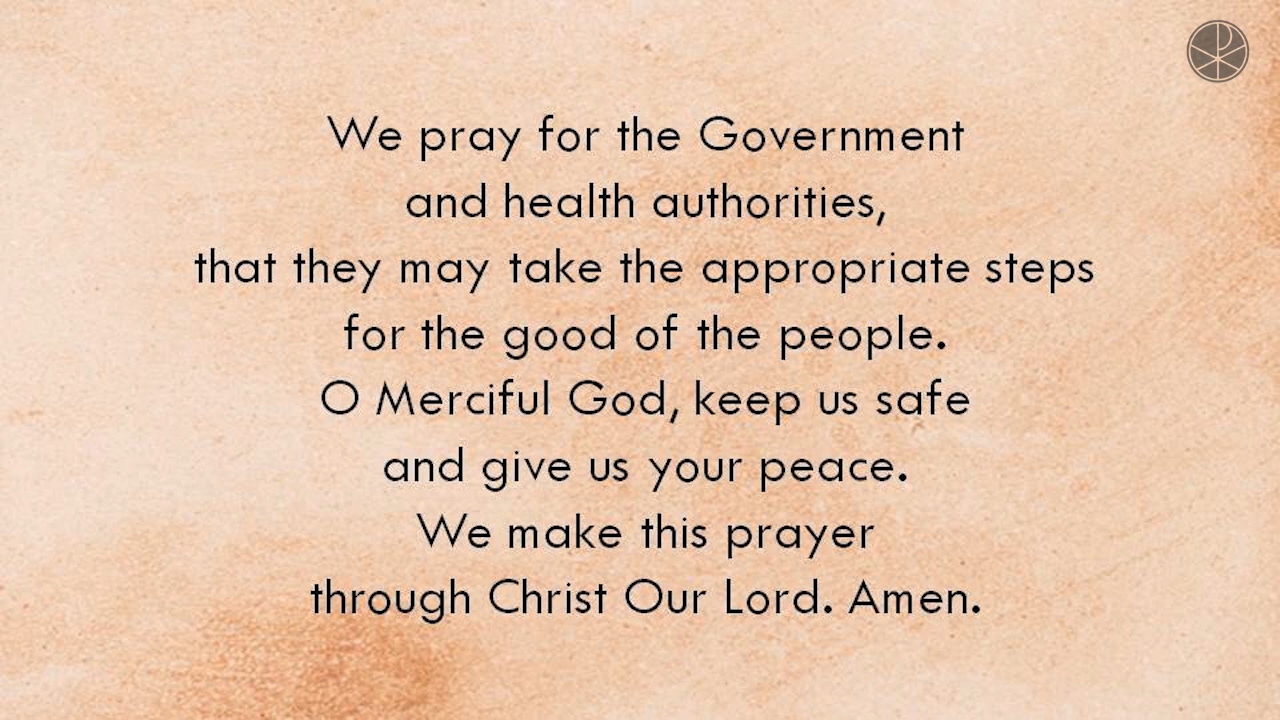 We pray for the Government
and health authorities,
that they may take the appropriate steps
for the good of the people.
O Merciful God, keep us safe
and give us your peace.
We make this prayer
through Christ Our Lord. Amen.